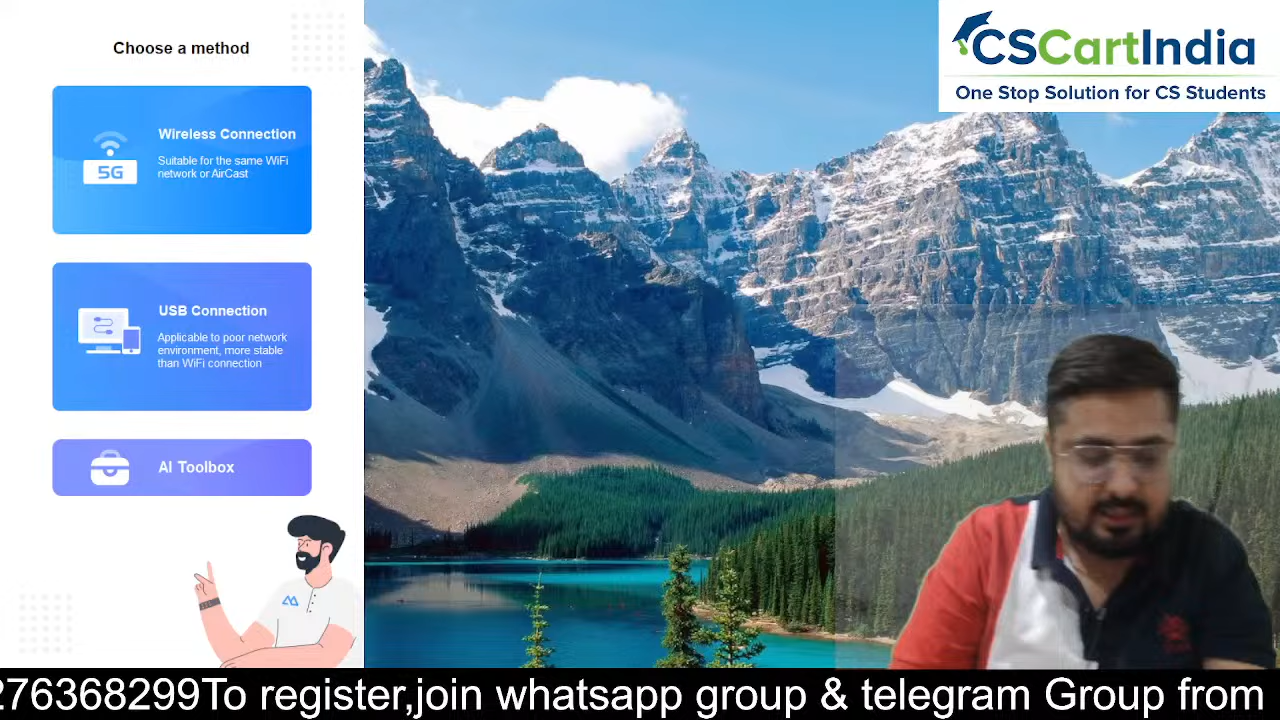 Choose a method
Wireless Connection
5G
Suitable for the same WiFi
network or AirCast
USB Connection
Applicable to poor network
environment, more stable
than WiFi connection
AI Toolbox
CSCartIndia
One Stop Solution for CS Students
276368299To register,join whatsapp group & telegram Group from